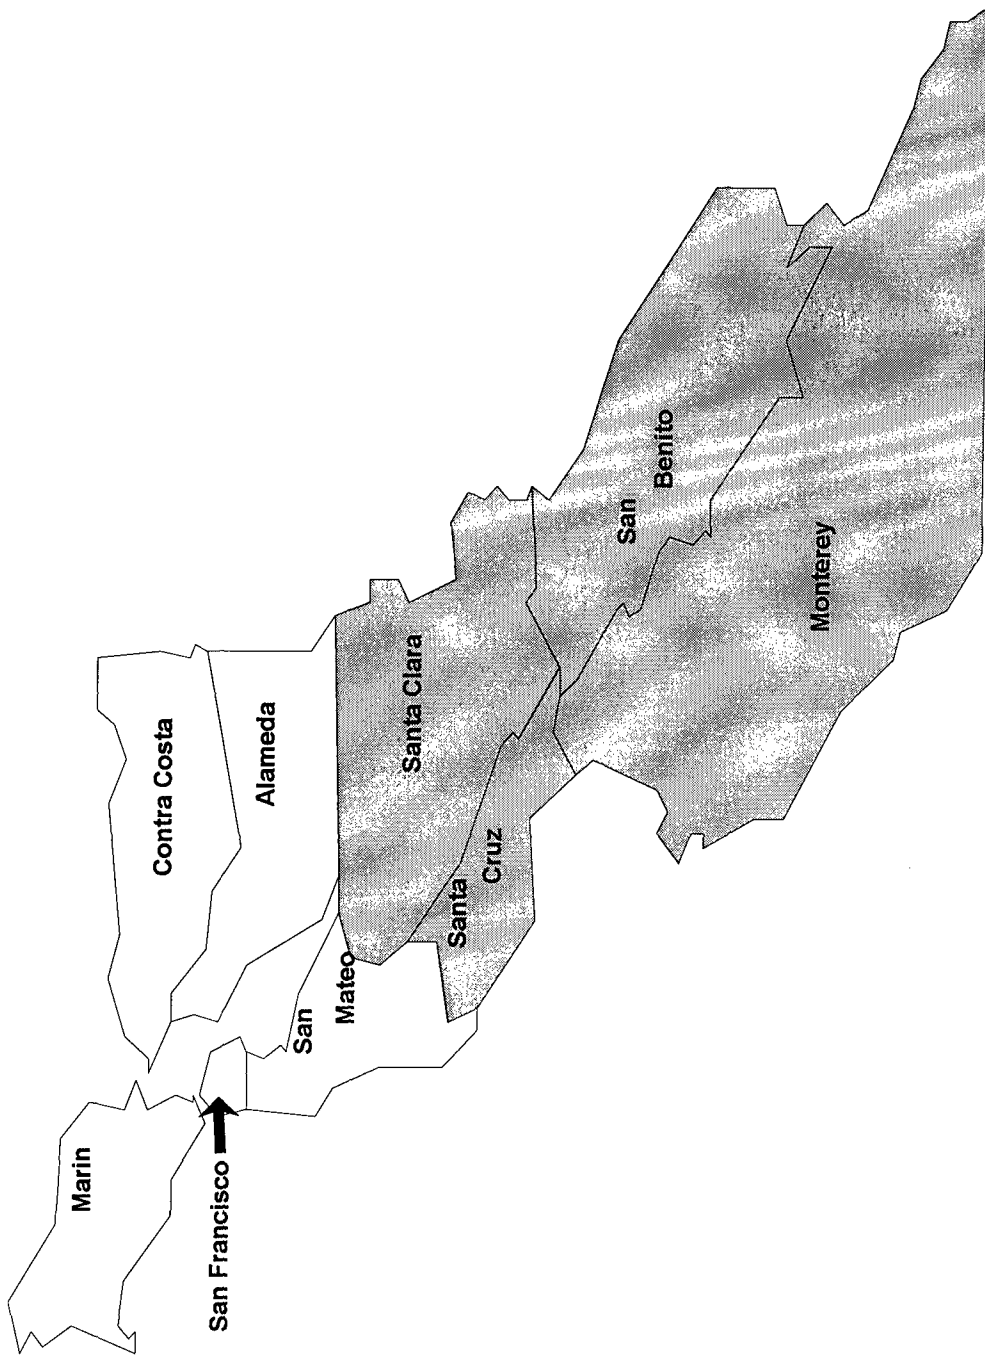 Marin
San Francisco
Contra Costa
Alameda
San
Mateo
Santa Clara
Santa
Cruz
San
Benito
Monterey